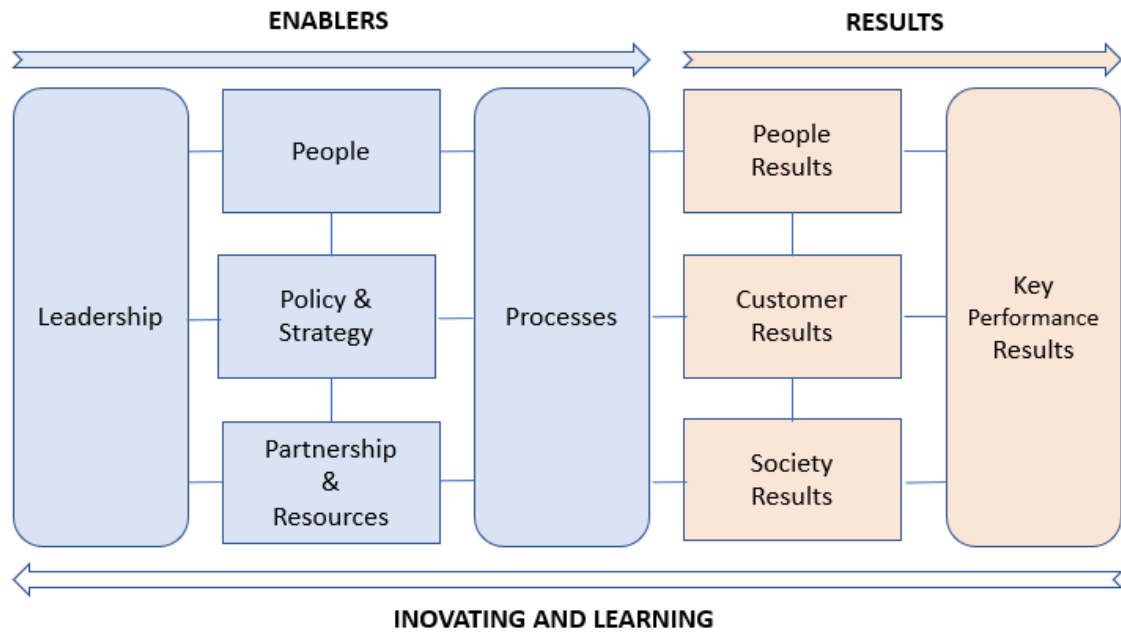 ENABLERS
RESULTS
Leadership
People
Policy &
Strategy
Partnership
&
Resources
Processes
People
Results
Customer
Results
Society
Results
Key
Performance
Results
INOVATING AND LEARNING